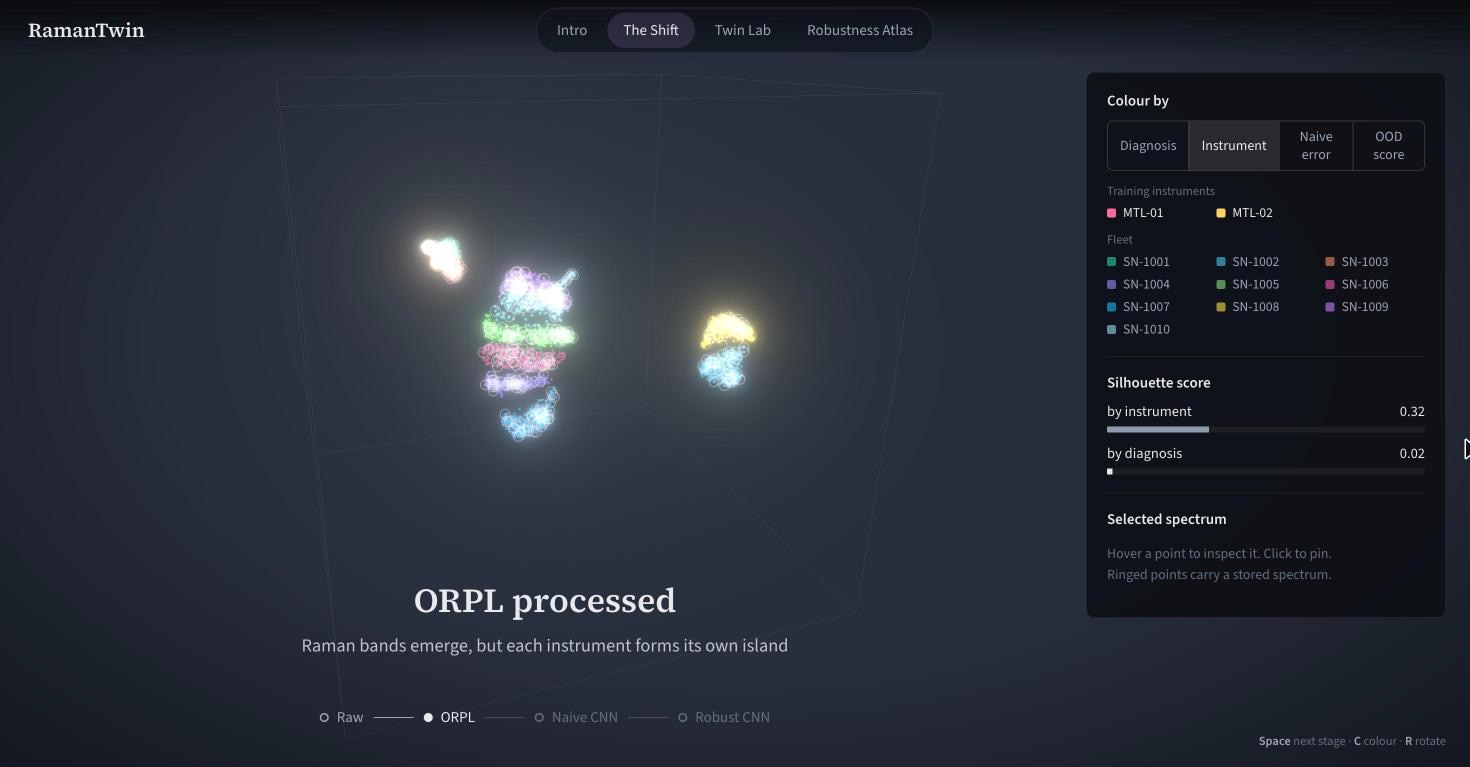 RamanTwin
Intro
The Shift
Twin Lab
Robustness Atlas
Colour by
Diagnosis
Instrument
Naive
error
OOD
score
Training instruments
MTL-01
MTL-02
Fleet
SN-1001
SN-1002
SN-1003
SN-1004
SN-1005
SN-1006
SN-1007
SN-1008
SN-1009
SN-1010
Silhouette score
by instrument
0.32
by diagnosis
0.02
Selected spectrum
Hover a point to inspect it. Click to pin.
Ringed points carry a stored spectrum.
ORPL processed
Raman bands emerge, but each instrument forms its own island
Raw
ORPL
Naive CNN
Robust CNN
Space next stage · C colour · R rotate